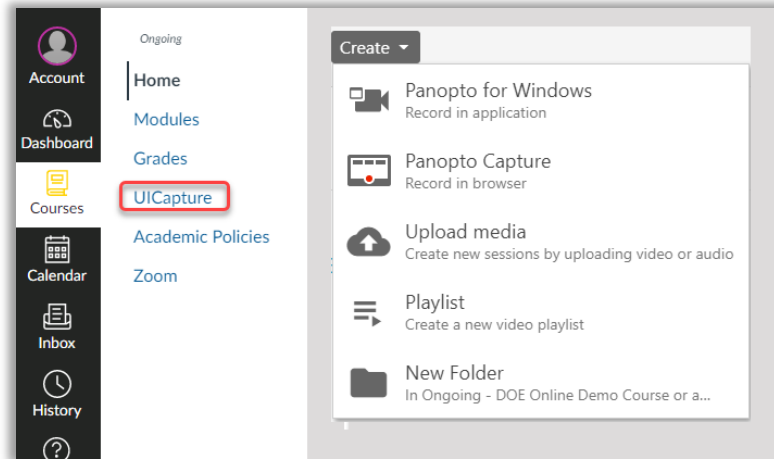 Account
Dashboard
Courses
Calendar
Inbox
History
Ongoing
Home
Modules
Grades
UICapture
Academic Policies
Zoom
Create
Panopto for Windows
Record in application
Panopto Capture
Record in browser
Upload media
Create new sessions by uploading video or audio
Playlist
Create a new video playlist
New Folder
In Ongoing - DOE Online Demo Course or a...